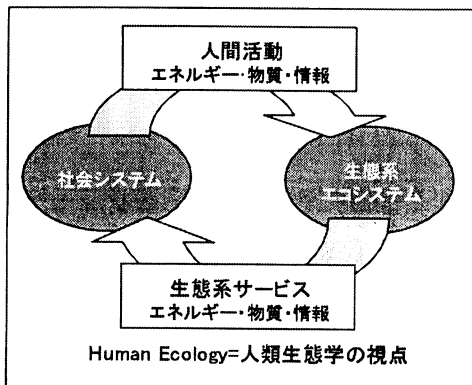 人間活動
エネルギー・物質・情報
社会システム
生態系
エコシステム
生態系サービス
エネルギー・物質・情報
Human Ecology=人類生態学の視点